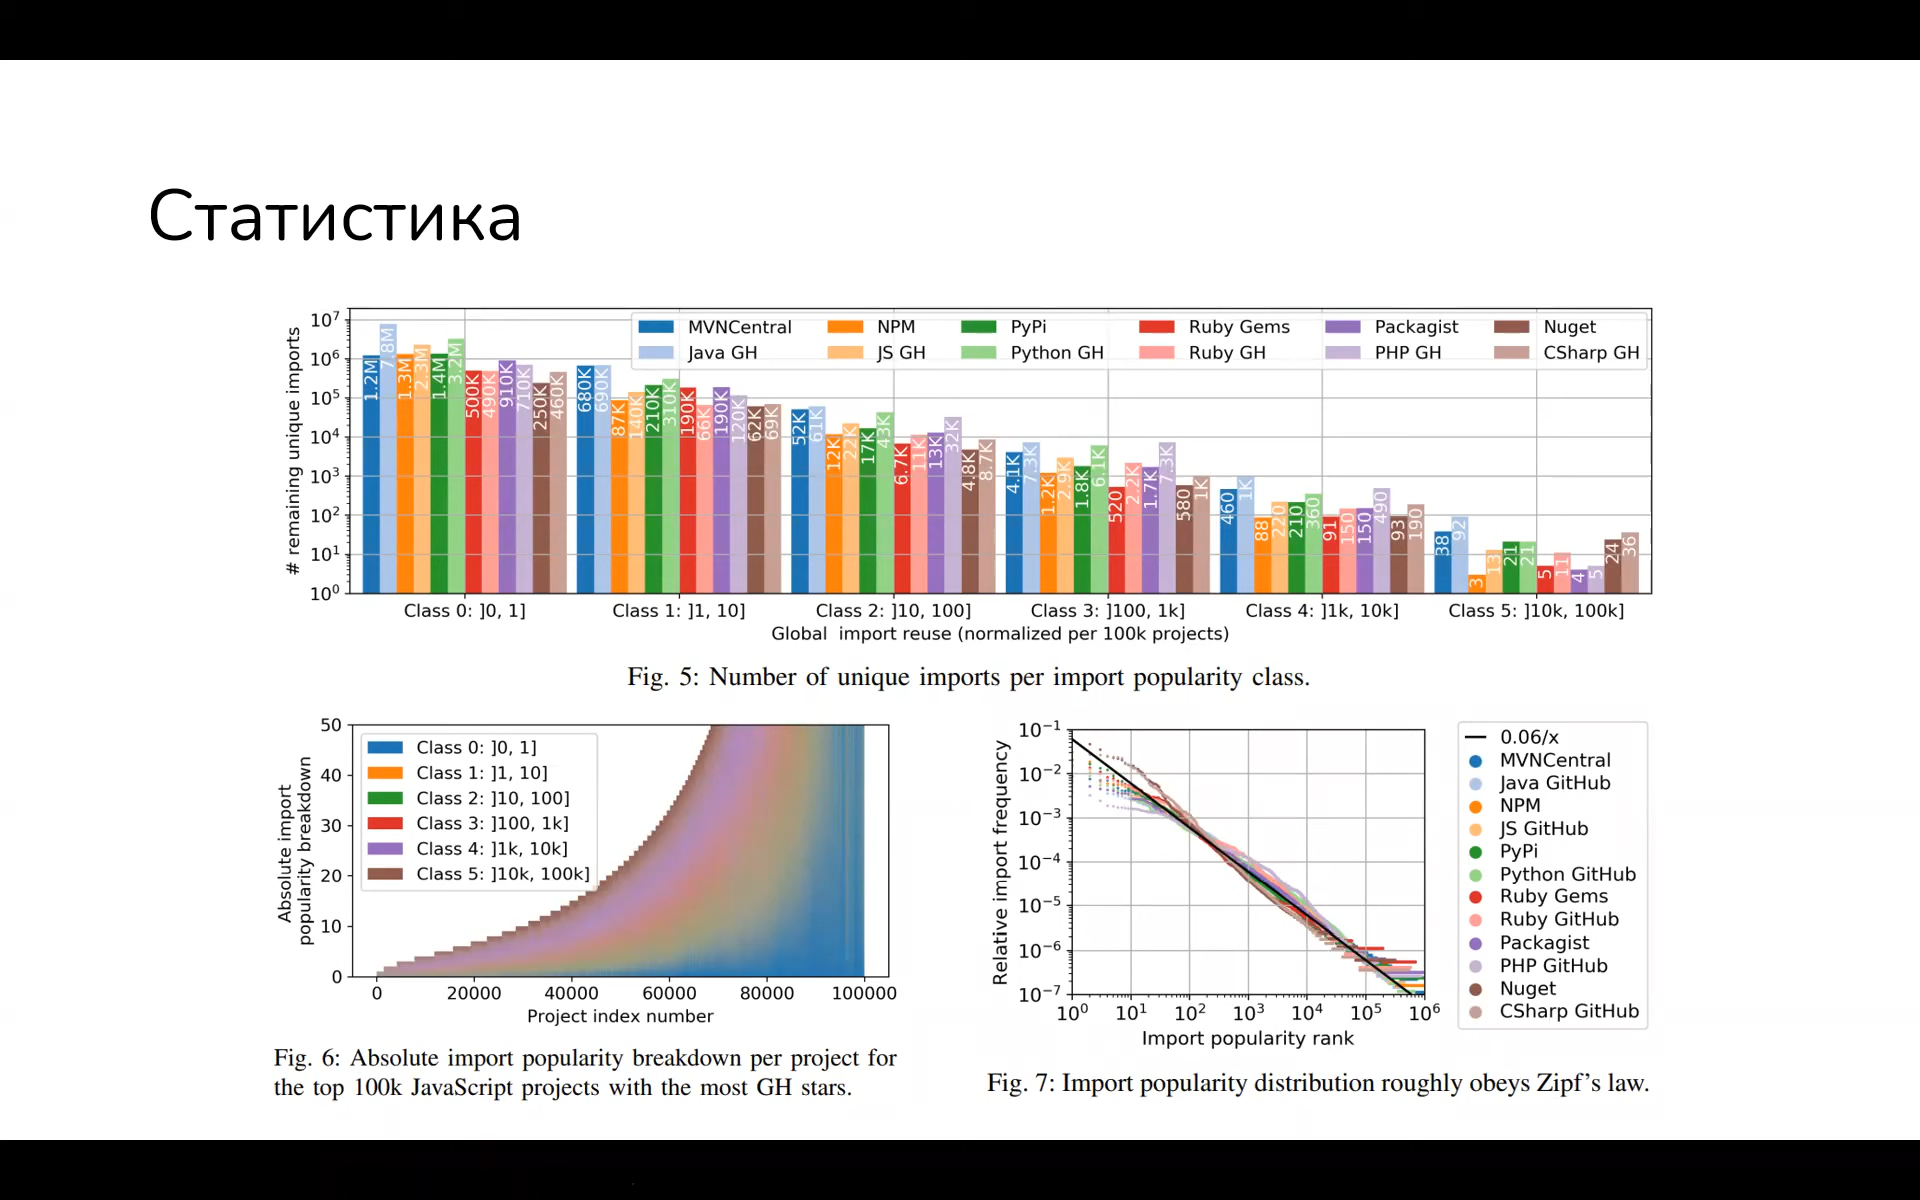 Статистика
# remaining unique imports
10⁷
10⁶
10⁵
10⁴
10³
10²
10¹
10⁰
MVNCentral NPM PyPi Ruby Gems Packagist Nuget
Java GH JS GH Python GH Ruby GH PHP GH CSharp GH
1.2M 7.8M 1.3M 2.3M 1.4M 3.2M 500K 490K 910K 710K 250K 460K
680K 690K 87K 140K 210K 310K 190K 66K 190K 120K 62K 69K
52K 61K 12K 22K 17K 43K 6.7K 11K 13K 32K 4.8K 8.7K
4.1K 7.3K 1.2K 2.9K 1.8K 6.1K 520 2.2K 1.7K 7.3K 580 1K
460 1K 88 220 210 360 91 150 150 490 93 190
38 92 3 13 21 21 5 11 4 5 24 36
Class 0: ]0, 1] Class 1: ]1, 10] Class 2: ]10, 100] Class 3: ]100, 1k] Class 4: ]1k, 10k] Class 5: ]10k, 100k]
Global import reuse (normalized per 100k projects)
Fig. 5: Number of unique imports per import popularity class.
Absolute import
popularity breakdown
50
40
30
20
10
0
Class 0: ]0, 1]
Class 1: ]1, 10]
Class 2: ]10, 100]
Class 3: ]100, 1k]
Class 4: ]1k, 10k]
Class 5: ]10k, 100k]
0 20000 40000 60000 80000 100000
Project index number
Fig. 6: Absolute import popularity breakdown per project for
the top 100k JavaScript projects with the most GH stars.
Relative import frequency
10⁻¹
10⁻²
10⁻³
10⁻⁴
10⁻⁵
10⁻⁶
10⁻⁷
10⁰ 10¹ 10² 10³ 10⁴ 10⁵ 10⁶
Import popularity rank
0.06/x
MVNCentral
Java GitHub
NPM
JS GitHub
PyPi
Python GitHub
Ruby Gems
Ruby GitHub
Packagist
PHP GitHub
Nuget
CSharp GitHub
Fig. 7: Import popularity distribution roughly obeys Zipf's law.